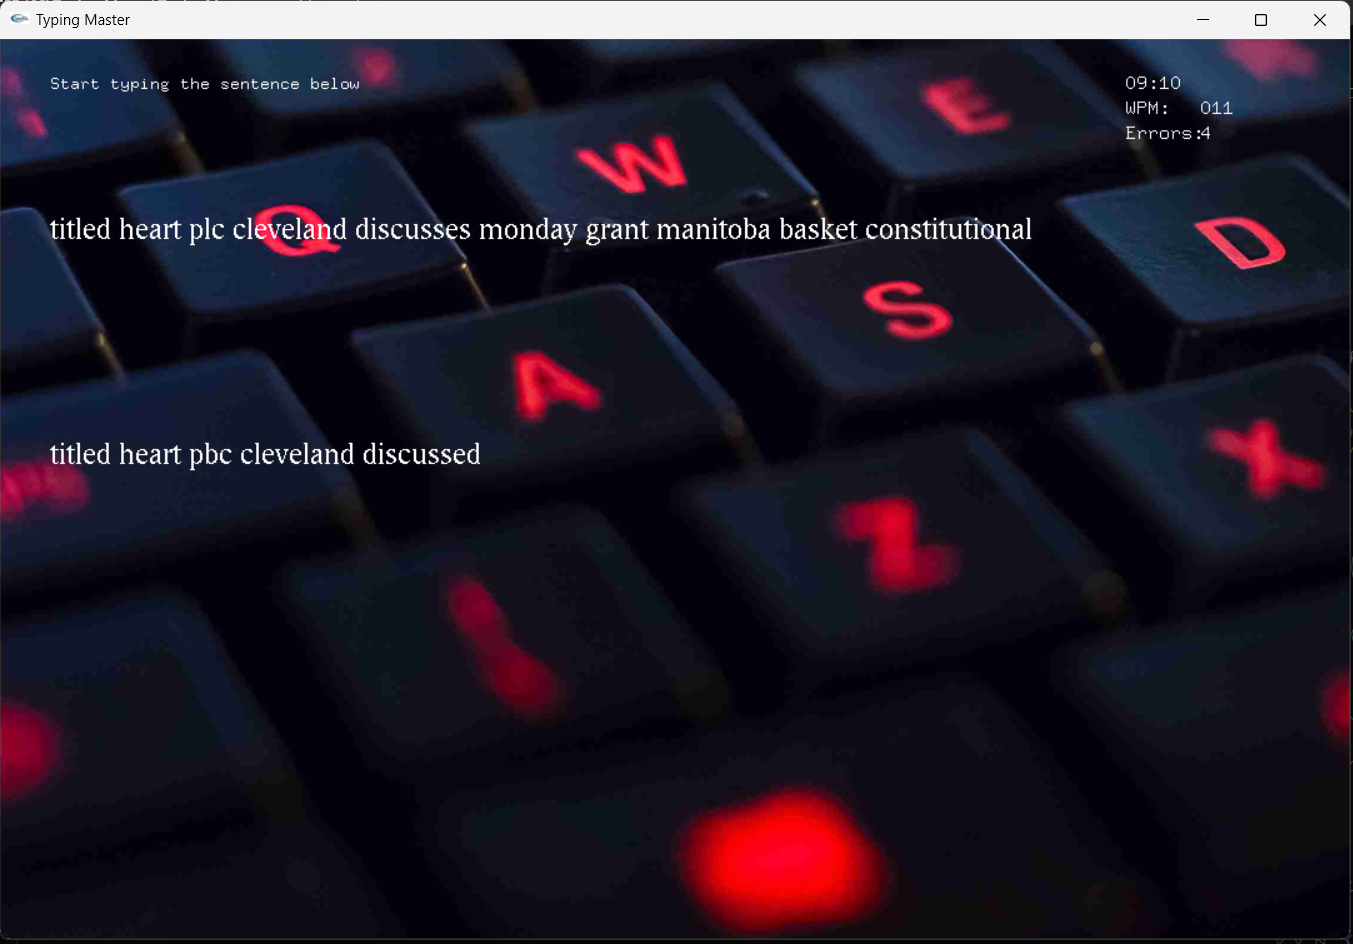 Typing Master
Start typing the sentence below
09:10
WPM: 011
Errors:4
titled heart plc cleveland discusses monday grant manitoba basket constitutional
titled heart pbc cleveland discussed
Q
W
E
D
A
S
Z
X